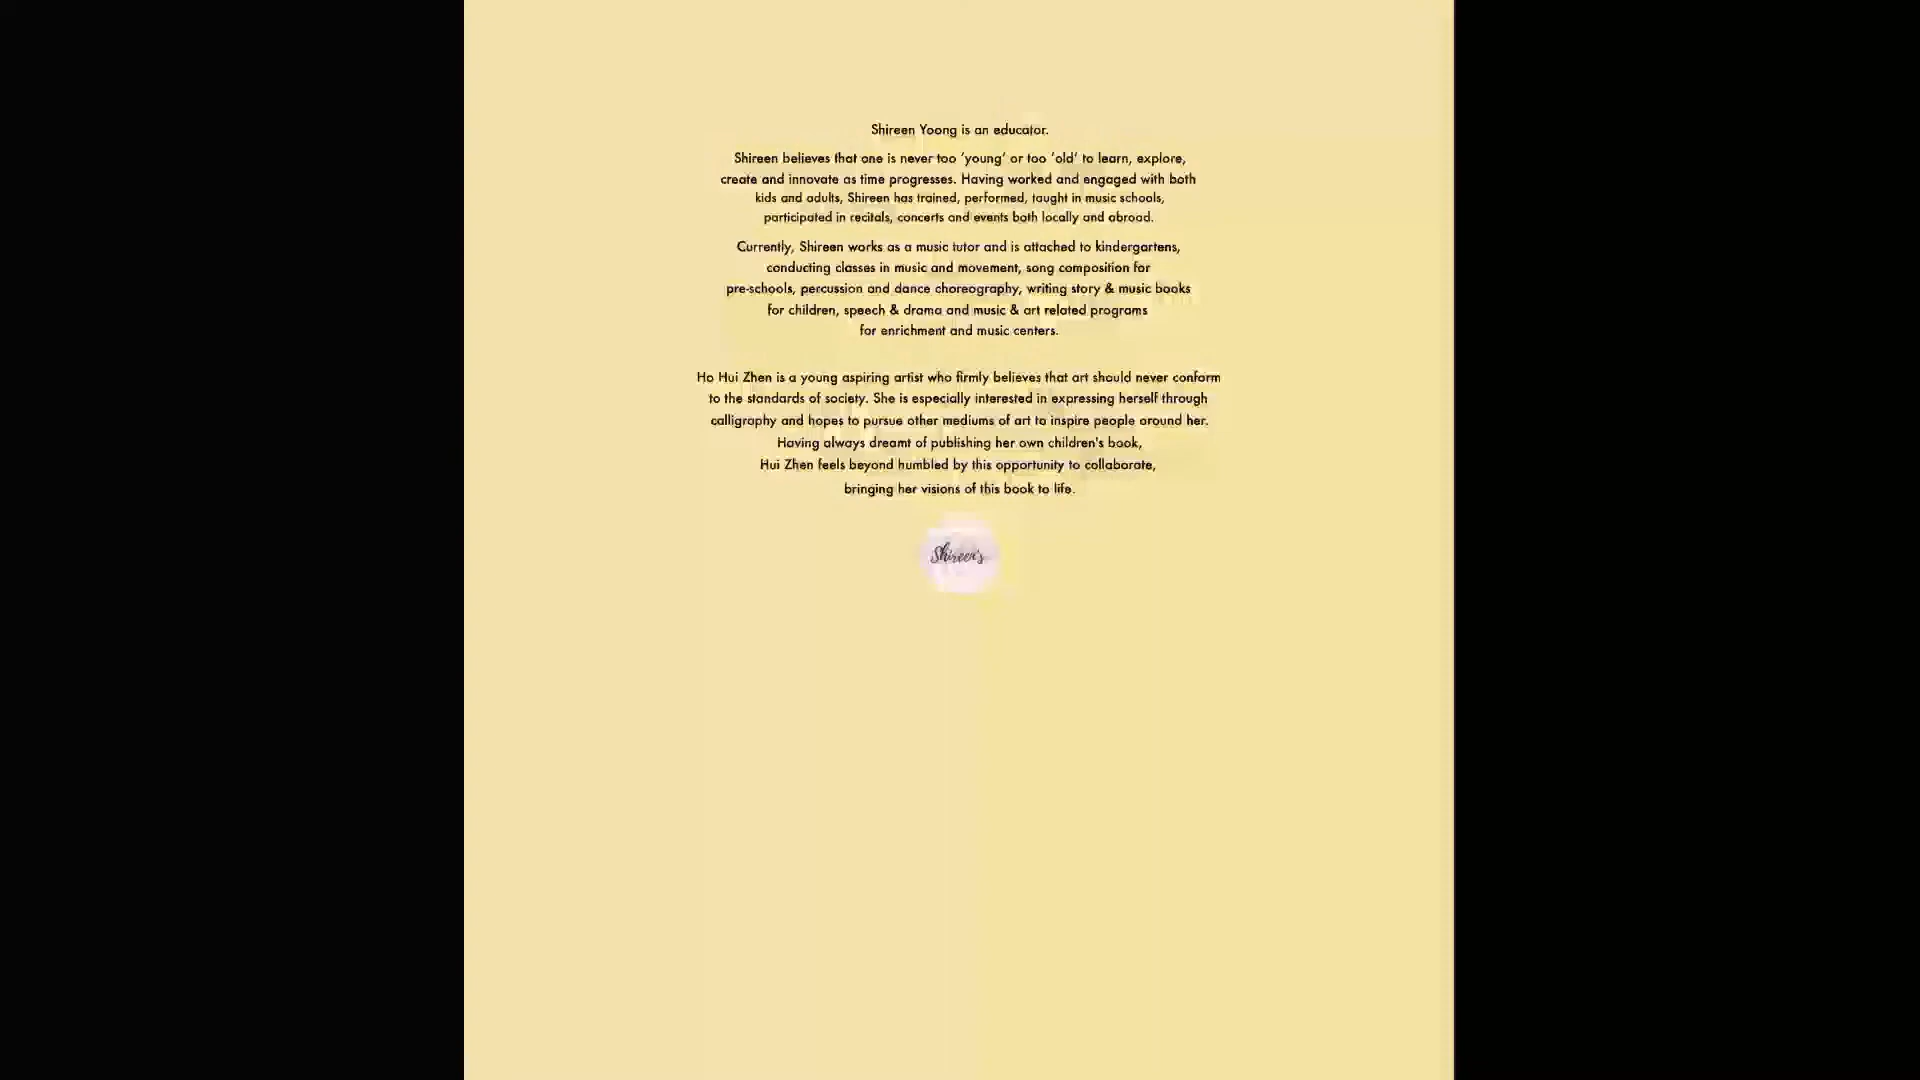 Shireen Yoong is an educator.
Shireen believes that one is never too ‘young’ or too ‘old’ to learn, explore,
create and innovate as time progresses. Having worked and engaged with both
kids and adults, Shireen has trained, performed, taught in music schools,
participated in recitals, concerts and events both locally and abroad.
Currently, Shireen works as a music tutor and is attached to kindergartens,
conducting classes in music and movement, song composition for
pre-schools, percussion and dance choreography, writing story & music books
for children, speech & drama and music & art related programs
for enrichment and music centers.
Ho Hui Zhen is a young aspiring artist who firmly believes that art should never conform
to the standards of society. She is especially interested in expressing herself through
calligraphy and hopes to pursue other mediums of art to inspire people around her.
Having always dreamt of publishing her own children's book,
Hui Zhen feels beyond humbled by this opportunity to collaborate,
bringing her visions of this book to life.
Shireen's